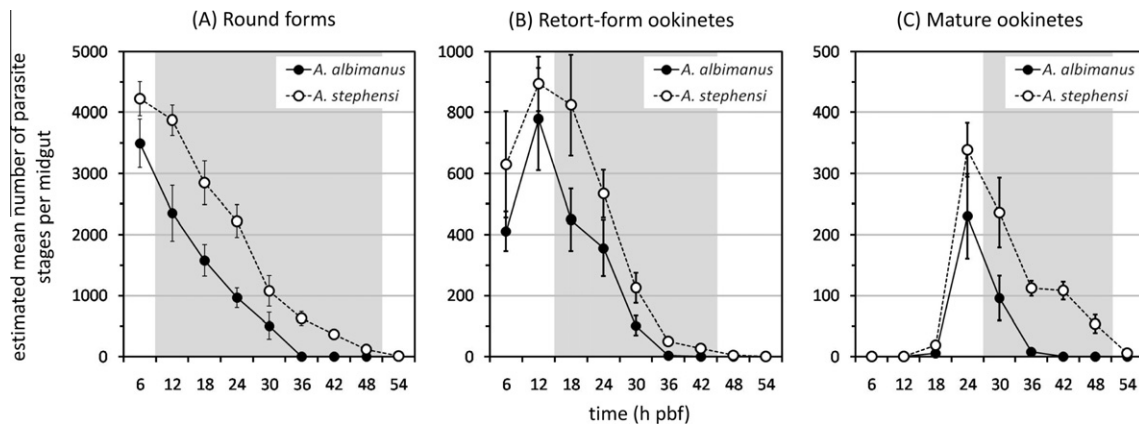 (A) Round forms
(B) Retort-form ookinetes
(C) Mature ookinetes
estimated mean number of parasite
stages per midgut
5000
4000
3000
2000
1000
0
A. albimanus
A. stephensi
6 12 18 24 30 36 42 48 54
1000
800
600
400
200
0
A. albimanus
A. stephensi
6 12 18 24 30 36 42 48 54
500
400
300
200
100
0
A. albimanus
A. stephensi
6 12 18 24 30 36 42 48 54
time (h pbf)